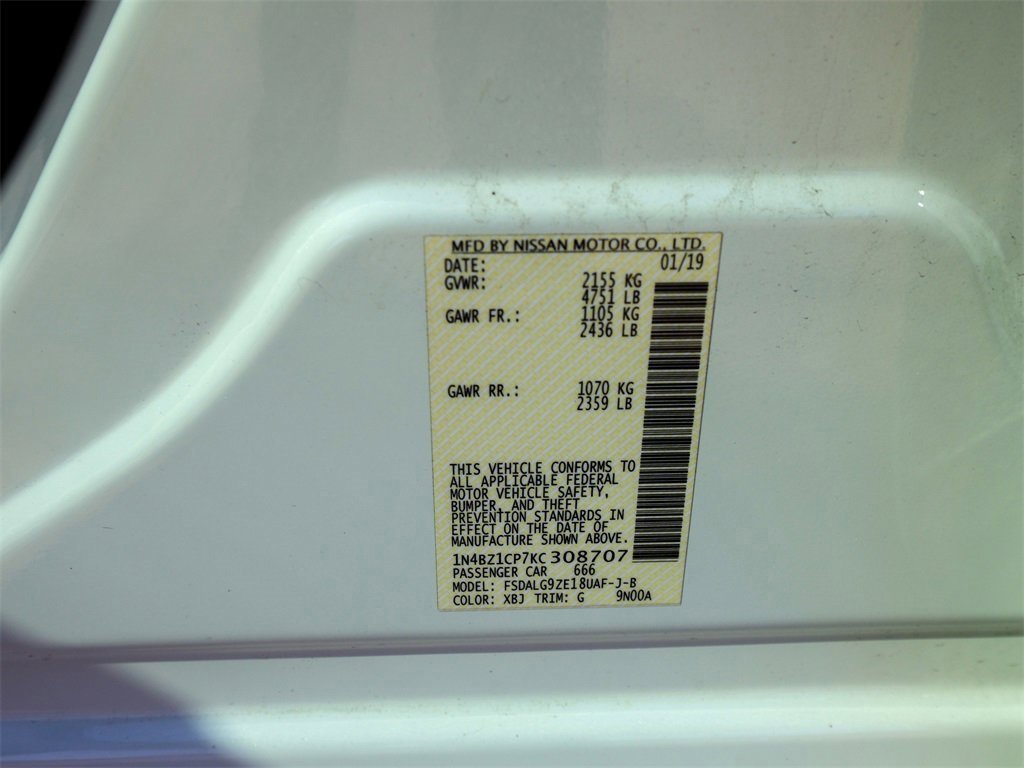 MFD BY NISSAN MOTOR CO., LTD.
DATE: 01/19
GVWR: 2155 KG
4751 LB
GAWR FR.: 1105 KG
2436 LB
GAWR RR.: 1070 KG
2359 LB
THIS VEHICLE CONFORMS TO
ALL APPLICABLE FEDERAL
MOTOR VEHICLE SAFETY,
BUMPER, AND THEFT
PREVENTION STANDARDS IN
EFFECT ON THE DATE OF
MANUFACTURE SHOWN ABOVE.
1N4BZ1CP7KC308707
PASSENGER CAR 666
MODEL: FSDALG9ZE18UAF-J-B
COLOR: XBJ TRIM: G 9N00A